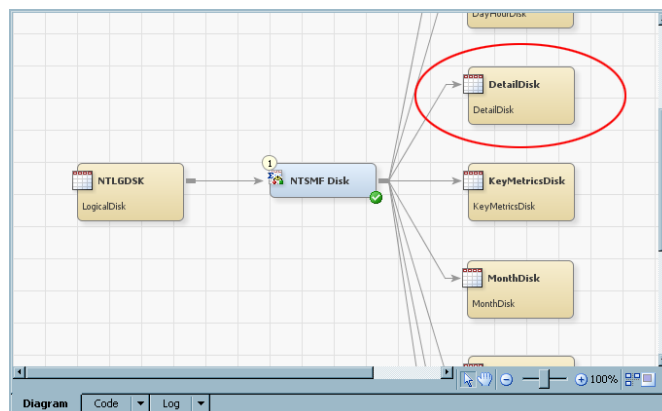 DayHourDisk
DetailDisk
DetailDisk
1
NTLGDSK
LogicalDisk
NTSMF Disk
KeyMetricsDisk
KeyMetricsDisk
MonthDisk
MonthDisk
100%
Diagram Code Log